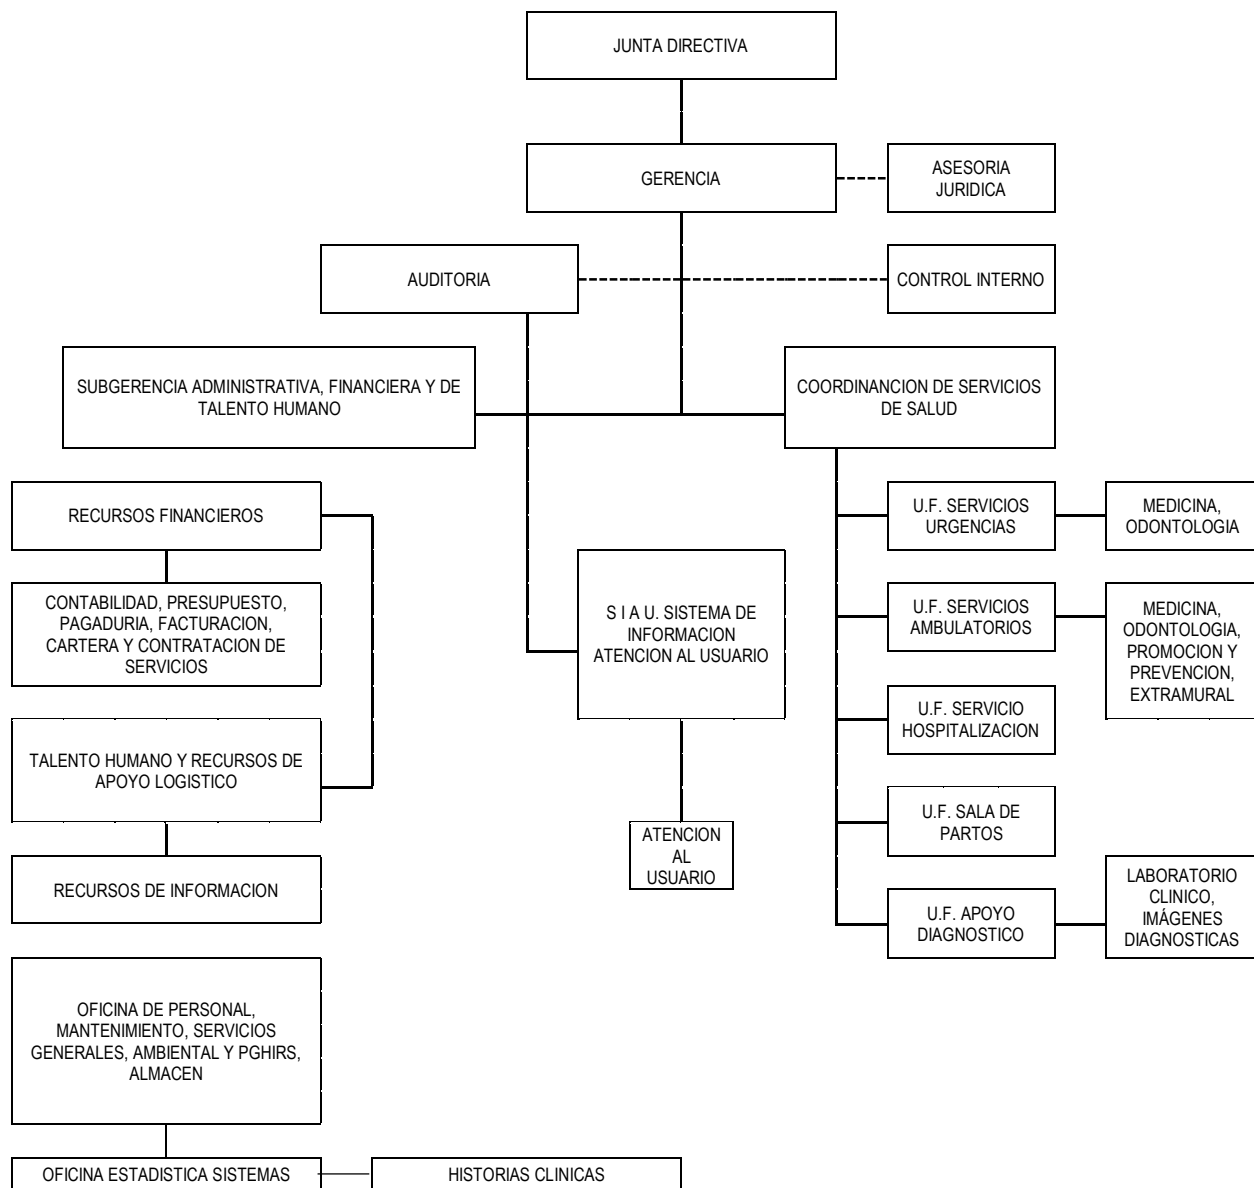 JUNTA DIRECTIVA
GERENCIA
ASESORIA
JURIDICA
AUDITORIA
CONTROL INTERNO
SUBGERENCIA ADMINISTRATIVA, FINANCIERA Y DE
TALENTO HUMANO
COORDINANCION DE SERVICIOS
DE SALUD
RECURSOS FINANCIEROS
U.F. SERVICIOS
URGENCIAS
MEDICINA,
ODONTOLOGIA
CONTABILIDAD, PRESUPUESTO,
PAGADURIA, FACTURACION,
CARTERA Y CONTRATACION DE
SERVICIOS
S I A U. SISTEMA DE
INFORMACION
ATENCION AL USUARIO
U.F. SERVICIOS
AMBULATORIOS
MEDICINA,
ODONTOLOGIA,
PROMOCION Y
PREVENCION,
EXTRAMURAL
U.F. SERVICIO
HOSPITALIZACION
TALENTO HUMANO Y RECURSOS DE
APOYO LOGISTICO
U.F. SALA DE
PARTOS
ATENCION
AL
USUARIO
RECURSOS DE INFORMACION
U.F. APOYO
DIAGNOSTICO
LABORATORIO
CLINICO,
IMÁGENES
DIAGNOSTICAS
OFICINA DE PERSONAL,
MANTENIMIENTO, SERVICIOS
GENERALES, AMBIENTAL Y PGHIRS,
ALMACEN
OFICINA ESTADISTICA SISTEMAS
HISTORIAS CLINICAS